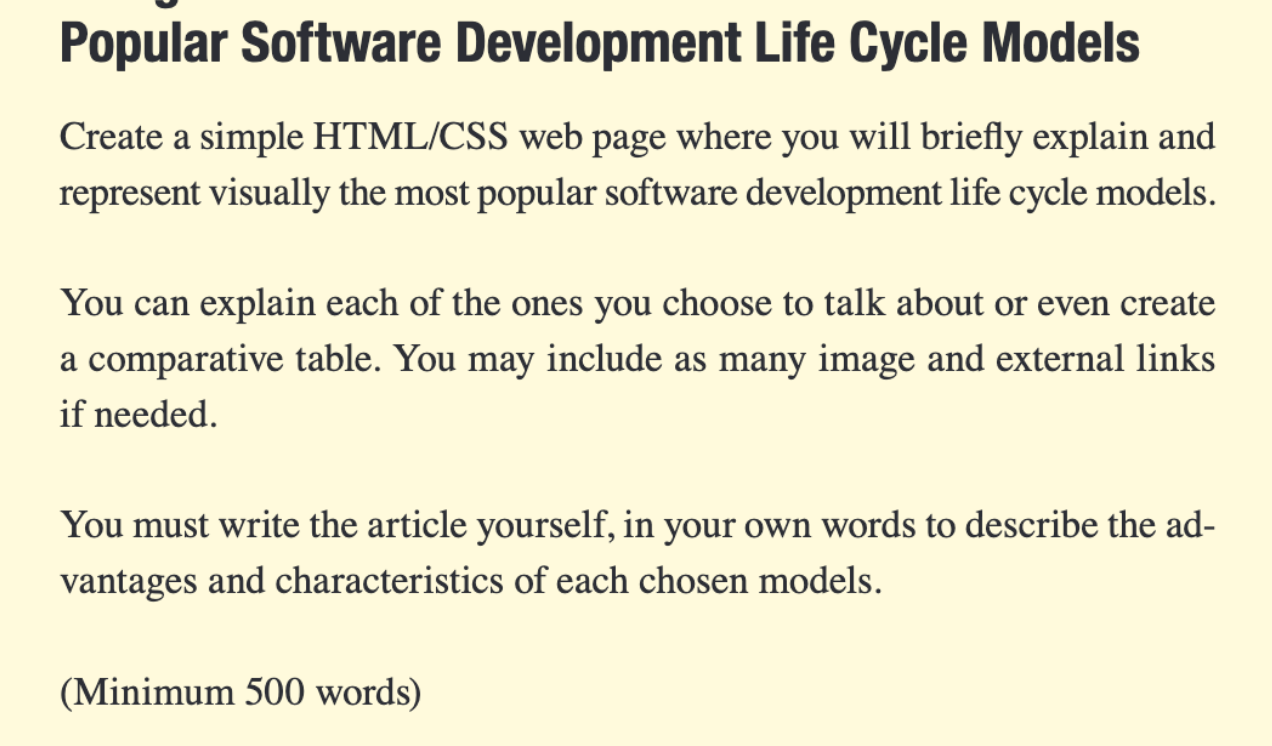 Popular Software Development Life Cycle Models
Create a simple HTML/CSS web page where you will briefly explain and
represent visually the most popular software development life cycle models.
You can explain each of the ones you choose to talk about or even create
a comparative table. You may include as many image and external links
if needed.
You must write the article yourself, in your own words to describe the ad-
vantages and characteristics of each chosen models.
(Minimum 500 words)